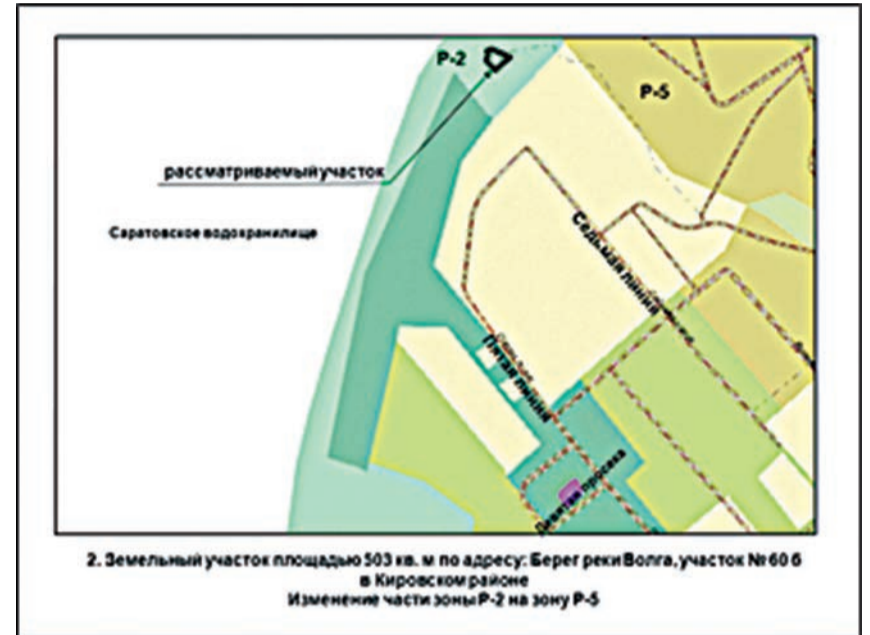 Р-2
Р-5
рассматриваемый участок
Саратовское водохранилище
Седьмая линия
Пятая линия
Девятая просека
2. Земельный участок площадью 503 кв. м по адресу: Берег реки Волга, участок № 60 б
в Кировском районе
Изменение части зоны Р-2 на зону Р-5